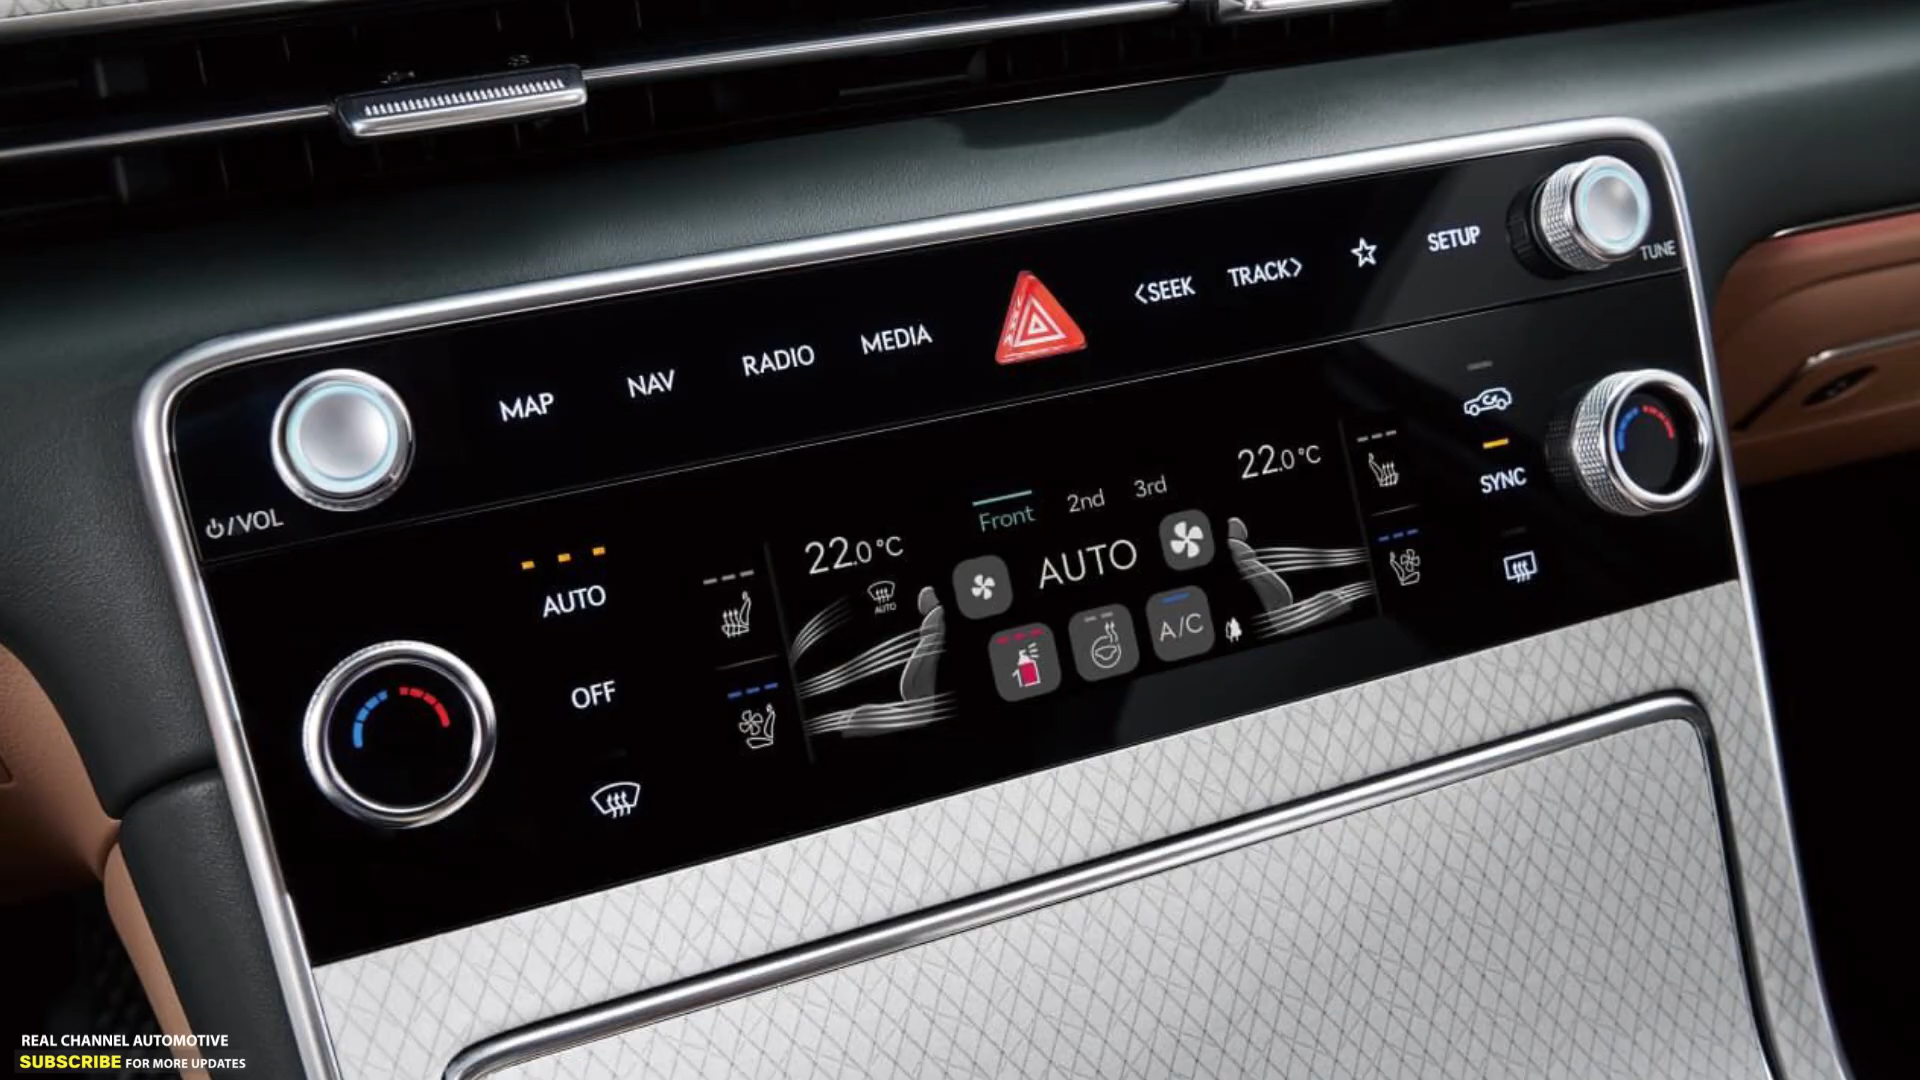 MAP
NAV
RADIO
MEDIA
<SEEK
TRACK>
☆
SETUP
TUNE
/VOL
AUTO
OFF
22.0°C
AUTO
Front
2nd
3rd
AUTO
A/C
22.0°C
SYNC
REAL CHANNEL AUTOMOTIVE
SUBSCRIBE FOR MORE UPDATES